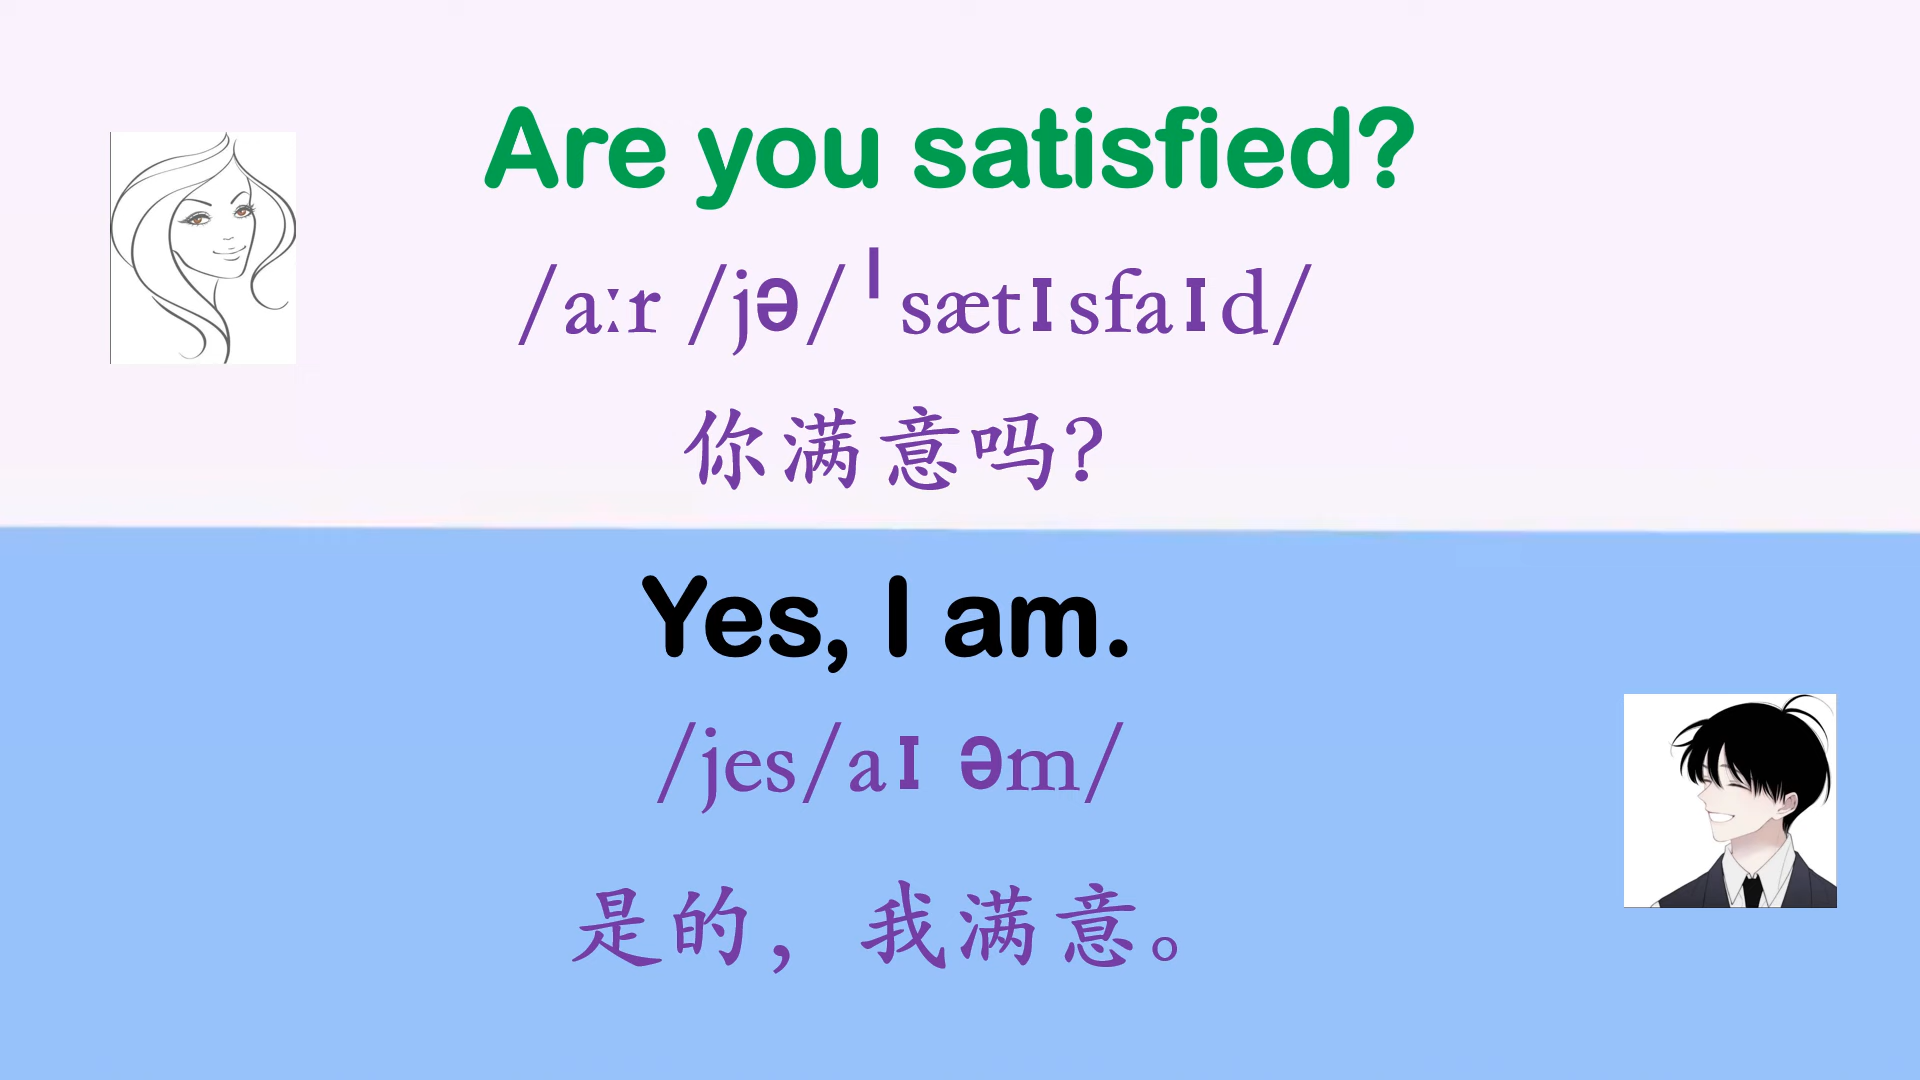 Are you satisfied?
/a:r /jə/ˈsætɪsfaɪd/
你满意吗?
Yes, I am.
/jes/aɪ əm/
是的，我满意。